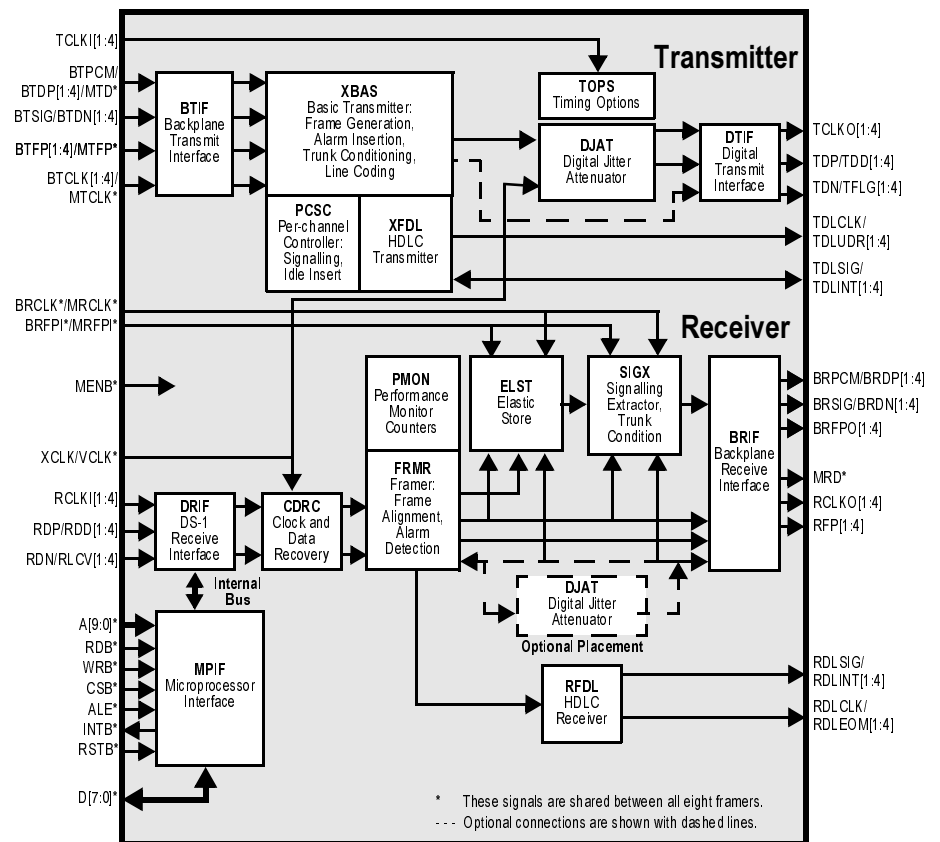 TCLKI[1:4]
BTPCM/
BTDP[1:4]/MTD*
BTSIG/BTDN[1:4]
BTFP[1:4]/MTFP*
BTCLK[1:4]/
MTCLK*
BTIF
Backplane
Transmit
Interface
XBAS
Basic Transmitter:
Frame Generation,
Alarm Insertion,
Trunk Conditioning,
Line Coding
PCSC
Per-channel
Controller:
Signalling,
Idle Insert
XFDL
HDLC
Transmitter
Transmitter
TOPS
Timing Options
DJAT
Digital Jitter
Attenuator
DTIF
Digital
Transmit
Interface
TCLKO[1:4]
TDP/TDD[1:4]
TDN/TFLG[1:4]
TDLCLK/
TDLUDR[1:4]
TDLSIG/
TDLINT[1:4]
BRCLK*/MRCLK*
BRFPI*/MRFPI*
MENB*
XCLK/VCLK*
RCLKI[1:4]
RDP/RDD[1:4]
RDN/RLCV[1:4]
Receiver
PMON
Performance
Monitor
Counters
ELST
Elastic
Store
SIGX
Signalling
Extractor,
Trunk
Condition
BRIF
Backplane
Receive
Interface
DRIF
DS-1
Receive
Interface
CDRC
Clock and
Data
Recovery
FRMR
Framer:
Frame
Alignment,
Alarm
Detection
BRPCM/BRDP[1:4]
BRSIG/BRDN[1:4]
BRFPO[1:4]
MRD*
RCLKO[1:4]
RFP[1:4]
Internal
Bus
DJAT
Digital Jitter
Attenuator
Optional Placement
A[9:0]*
RDB*
WRB*
CSB*
ALE*
INTB*
RSTB*
D[7:0]*
MPIF
Microprocessor
Interface
RFDL
HDLC
Receiver
RDLSIG/
RDLINT[1:4]
RDLCLK/
RDLEOM[1:4]
* These signals are shared between all eight framers.
- - - Optional connections are shown with dashed lines.